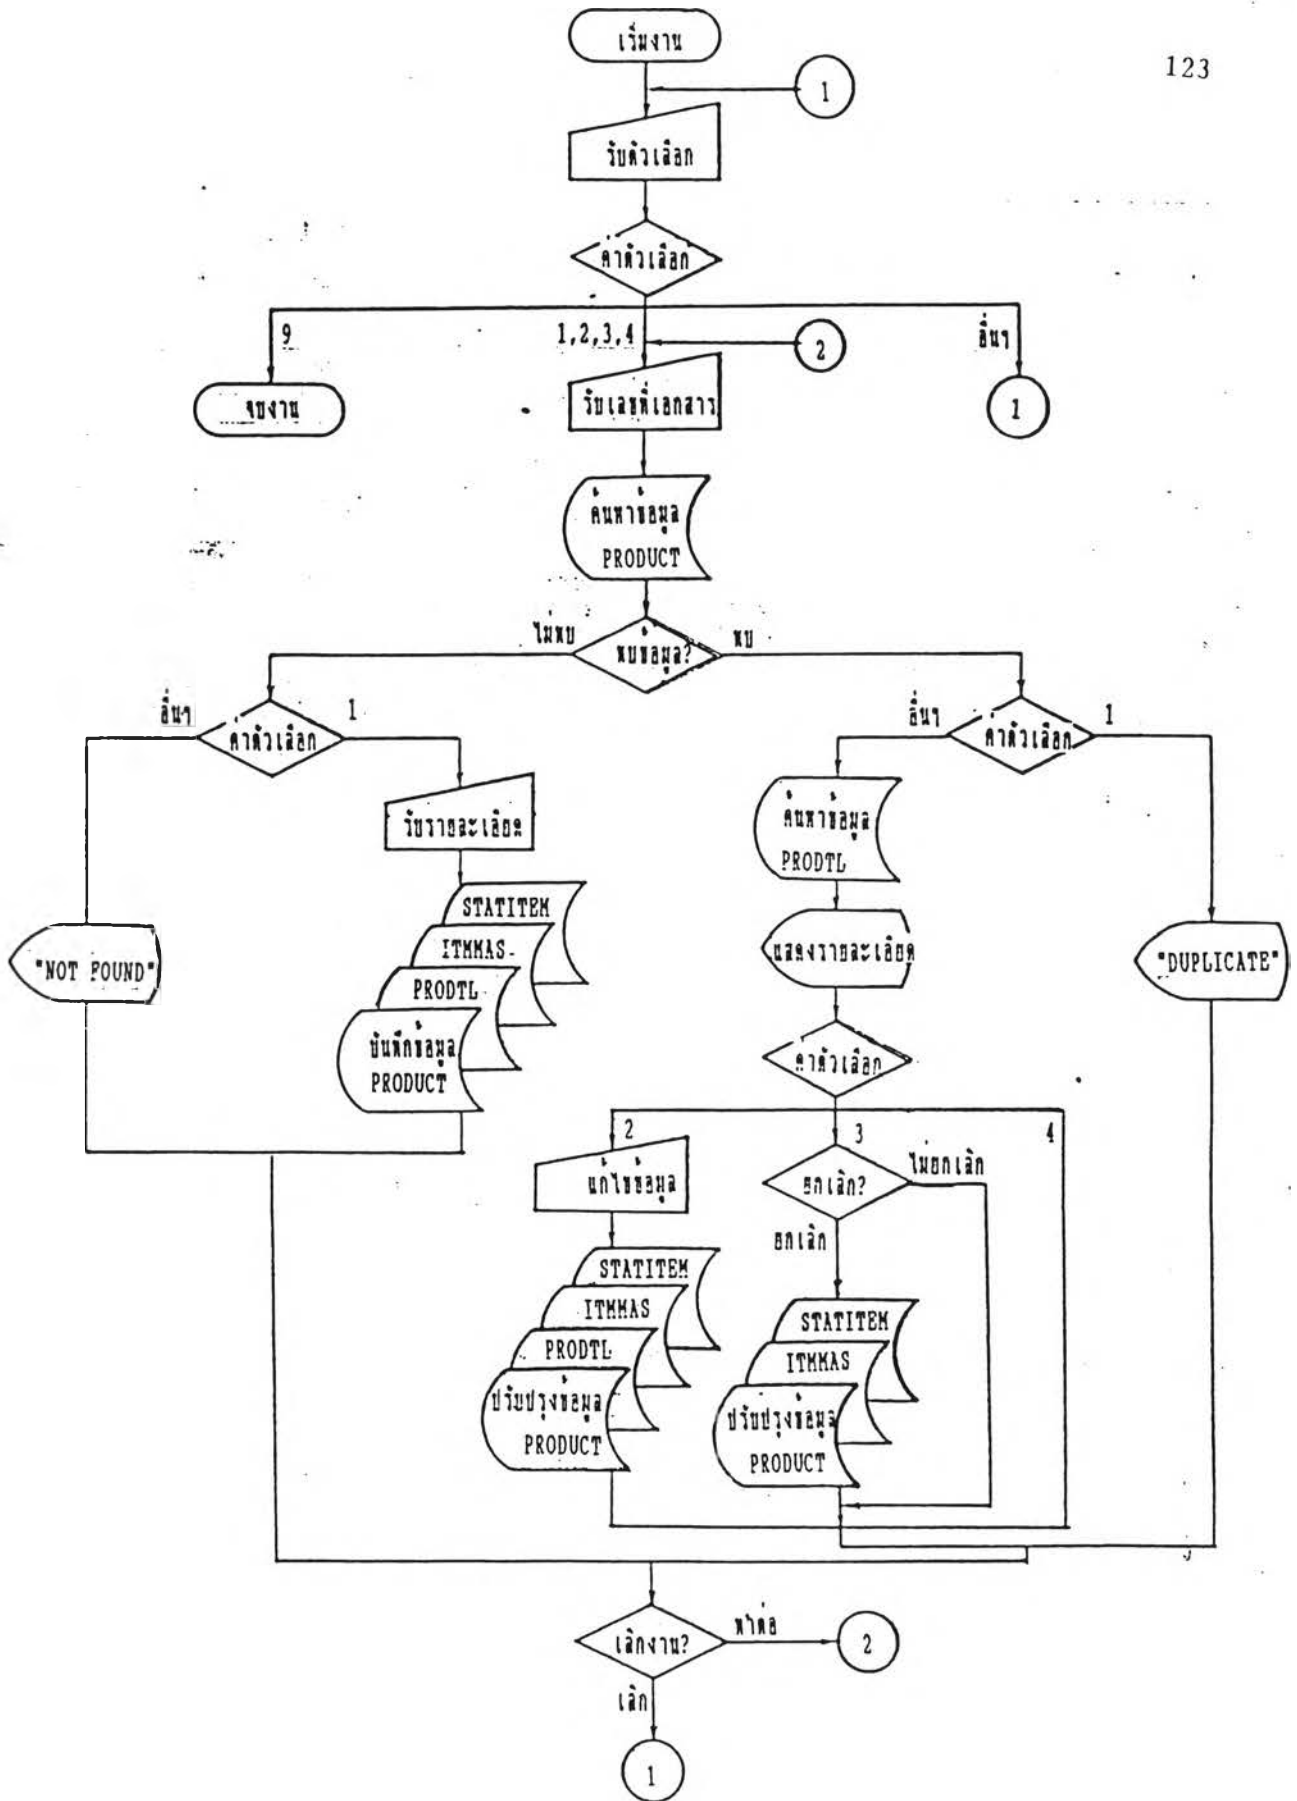 เริ่มงาน
123
1
รับตัวเลือก
ค่าตัวเลือก
9
1,2,3,4
2
อื่นๆ
จบงาน
รับเลขที่เอกสาร
1
ค้นหาข้อมูล
PRODUCT
ไม่พบ
พบข้อมูล?
พบ
อื่นๆ
ค่าตัวเลือก
1
อื่นๆ
ค่าตัวเลือก
1
รับรายละเอียด
ค้นหาข้อมูล
PRODTL
STATITEM
ITMMAS
PRODTL
บันทึกข้อมูล
PRODUCT
"NOT FOUND"
แสดงรายละเอียด
"DUPLICATE"
ค่าตัวเลือก
2
3
4
แก้ไขข้อมูล
ยกเลิก?
ไม่ยกเลิก
ยกเลิก
STATITEM
ITMMAS
PRODTL
ปรับปรุงข้อมูล
PRODUCT
STATITEM
ITMMAS
ปรับปรุงข้อมูล
PRODUCT
เลิกงาน?
ทำต่อ
2
เลิก
1